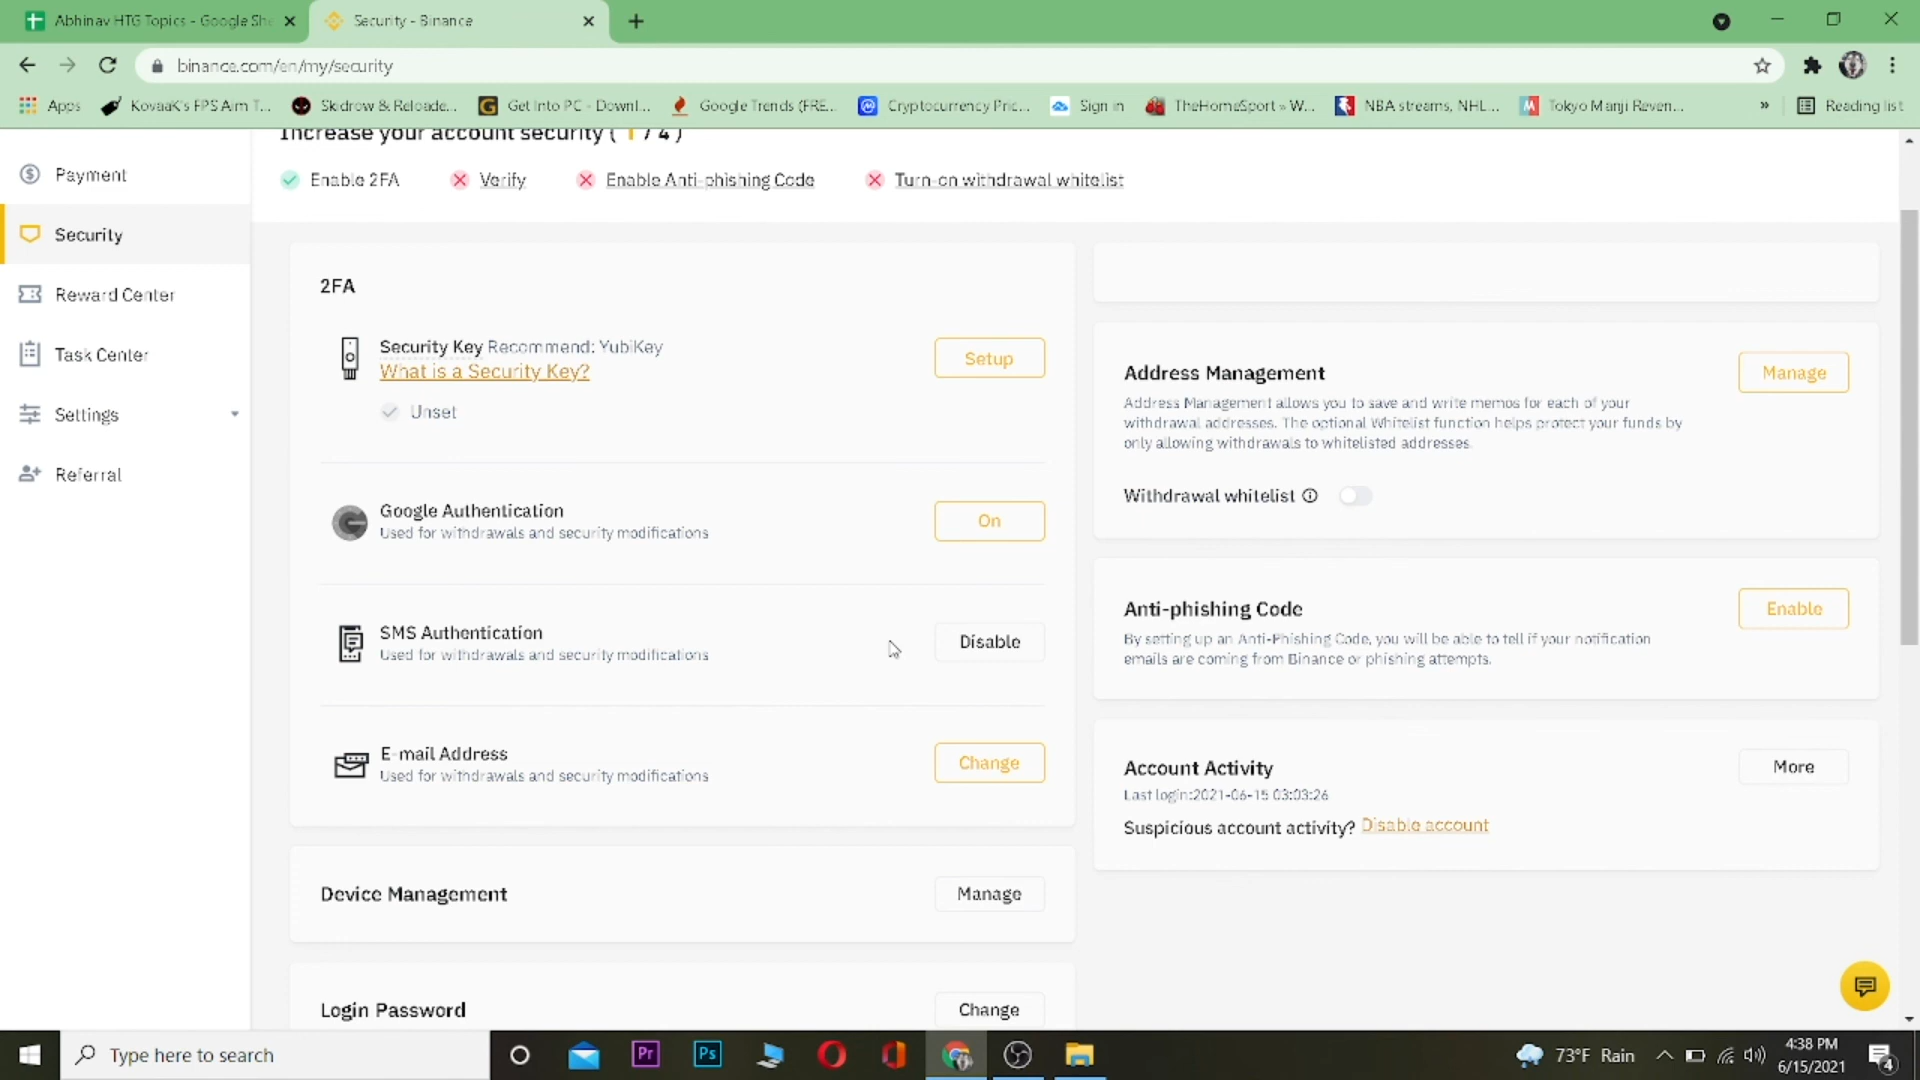 Abhinav HTG Topics - Google She
Security - Binance
binance.com/en/my/security
Apps
KovaaK's FPS Aim T...
Skidrow & Reloade...
Get Into PC - Downl...
Google Trends (FRE...
Cryptocurrency Pric...
Sign in
TheHomeSport » W...
NBA streams, NHL...
Tokyo Manji Reven...
»
Reading list
Increase your account security ( 1 / 4 )
Enable 2FA
Verify
Enable Anti-phishing Code
Turn-on withdrawal whitelist
Payment
Security
Reward Center
Task Center
Settings
Referral
2FA
Security Key Recommend: YubiKey
What is a Security Key?
Unset
Setup
Google Authentication
Used for withdrawals and security modifications
On
SMS Authentication
Used for withdrawals and security modifications
Disable
E-mail Address
Used for withdrawals and security modifications
Change
Device Management
Manage
Login Password
Change
Address Management
Manage
Address Management allows you to save and write memos for each of your
withdrawal addresses. The optional Whitelist function helps protect your funds by
only allowing withdrawals to whitelisted addresses.
Withdrawal whitelist
Anti-phishing Code
Enable
By setting up an Anti-Phishing Code, you will be able to tell if your notification
emails are coming from Binance or phishing attempts.
Account Activity
More
Last login:2021-06-15 03:03:26
Suspicious account activity? Disable account
Type here to search
Pr
Ps
73°F Rain
4:38 PM
6/15/2021
4